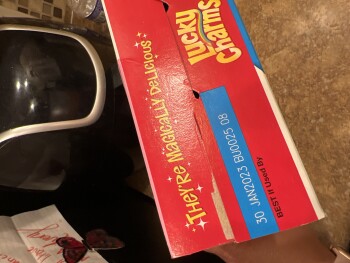 Lucky
Charms
THEY'RE MAGICALLY DELICIOUS
30 JAN2023 BU0025 08
BEST If Used By